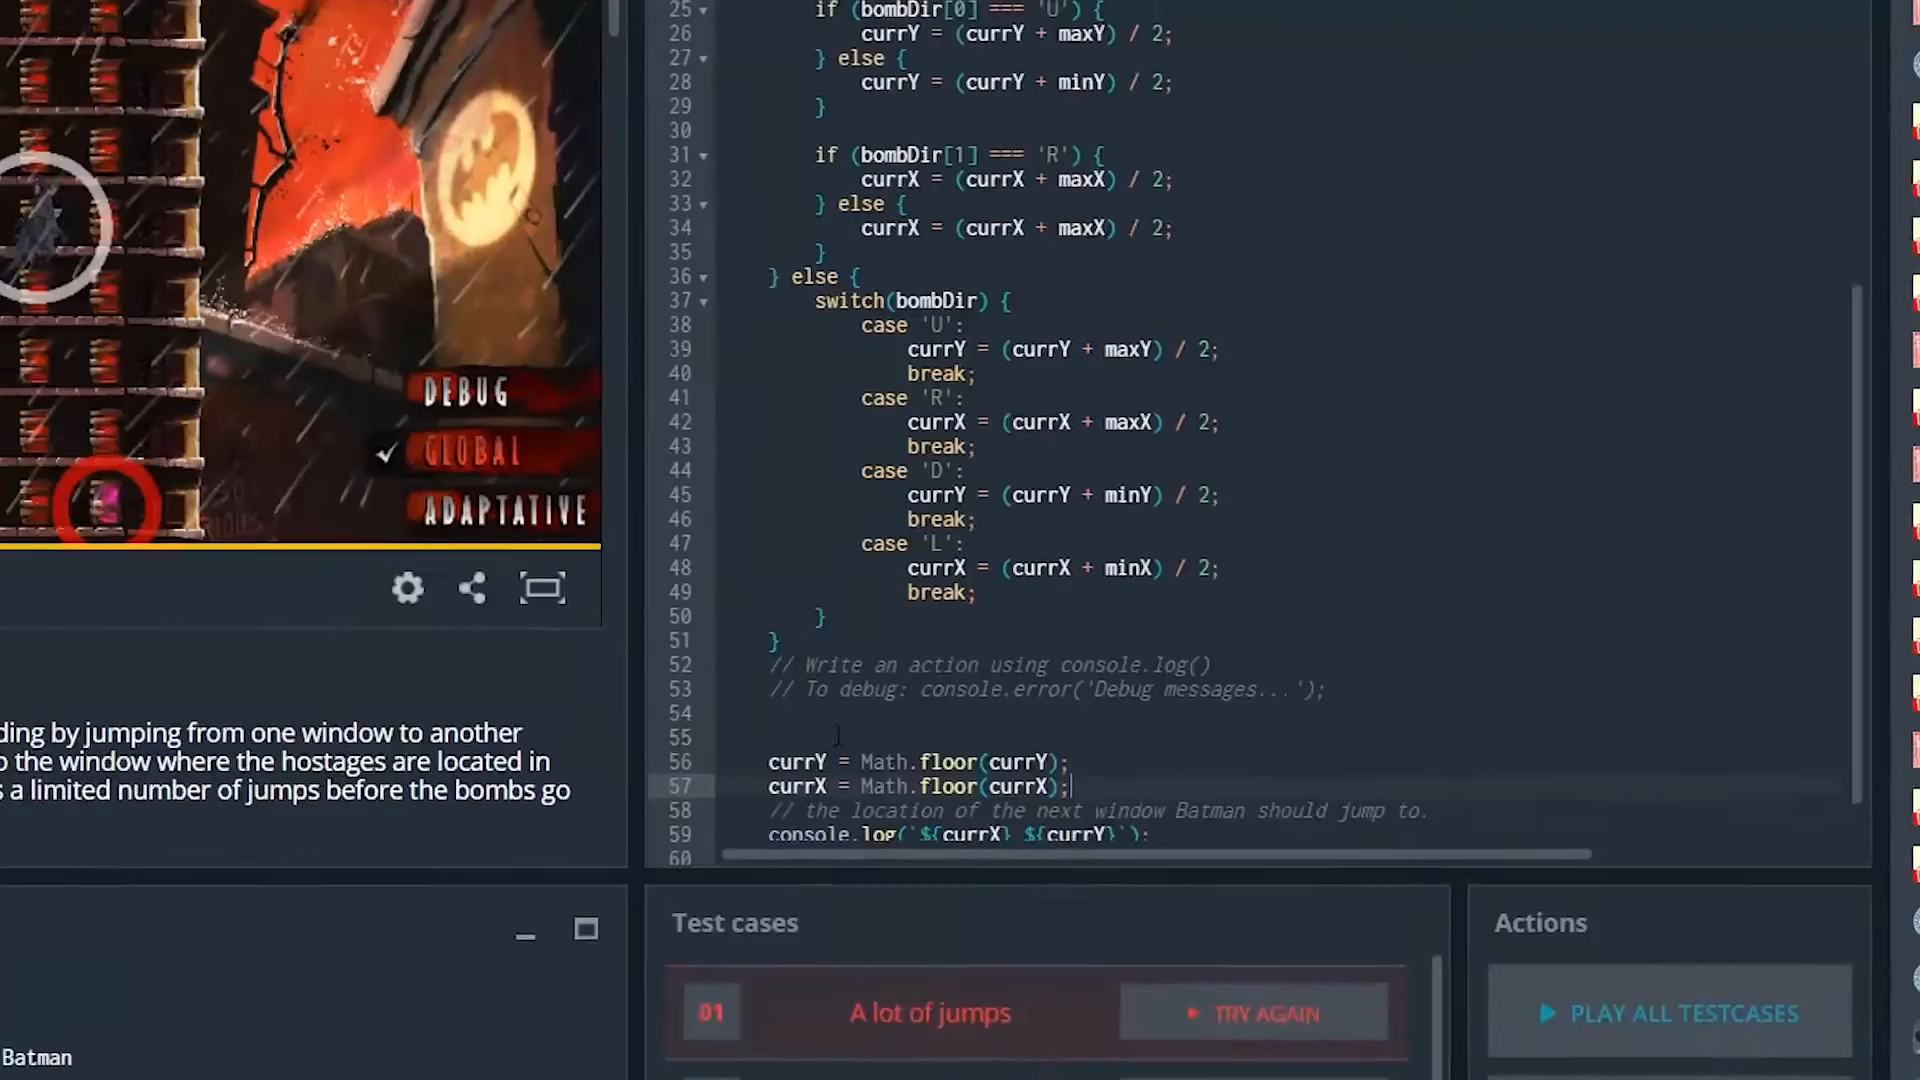 DEBUG
GLOBAL
ADAPTATIVE
ding by jumping from one window to another
o the window where the hostages are located in
s a limited number of jumps before the bombs go
Batman
25 if (bombDir[0] === 'U') {
26 currY = (currY + maxY) / 2;
27 } else {
28 currY = (currY + minY) / 2;
29 }
30
31 if (bombDir[1] === 'R') {
32 currX = (currX + maxX) / 2;
33 } else {
34 currX = (currX + maxX) / 2;
35 }
36 } else {
37 switch(bombDir) {
38 case 'U':
39 currY = (currY + maxY) / 2;
40 break;
41 case 'R':
42 currX = (currX + maxX) / 2;
43 break;
44 case 'D':
45 currY = (currY + minY) / 2;
46 break;
47 case 'L':
48 currX = (currX + minX) / 2;
49 break;
50 }
51 }
52 // Write an action using console.log()
53 // To debug: console.error('Debug messages...');
54
55
56 currY = Math.floor(currY);
57 currX = Math.floor(currX);
58 // the location of the next window Batman should jump to.
59 console.log(`${currX} ${currY}`);
60
Test cases
01 A lot of jumps TRY AGAIN
Actions
PLAY ALL TESTCASES